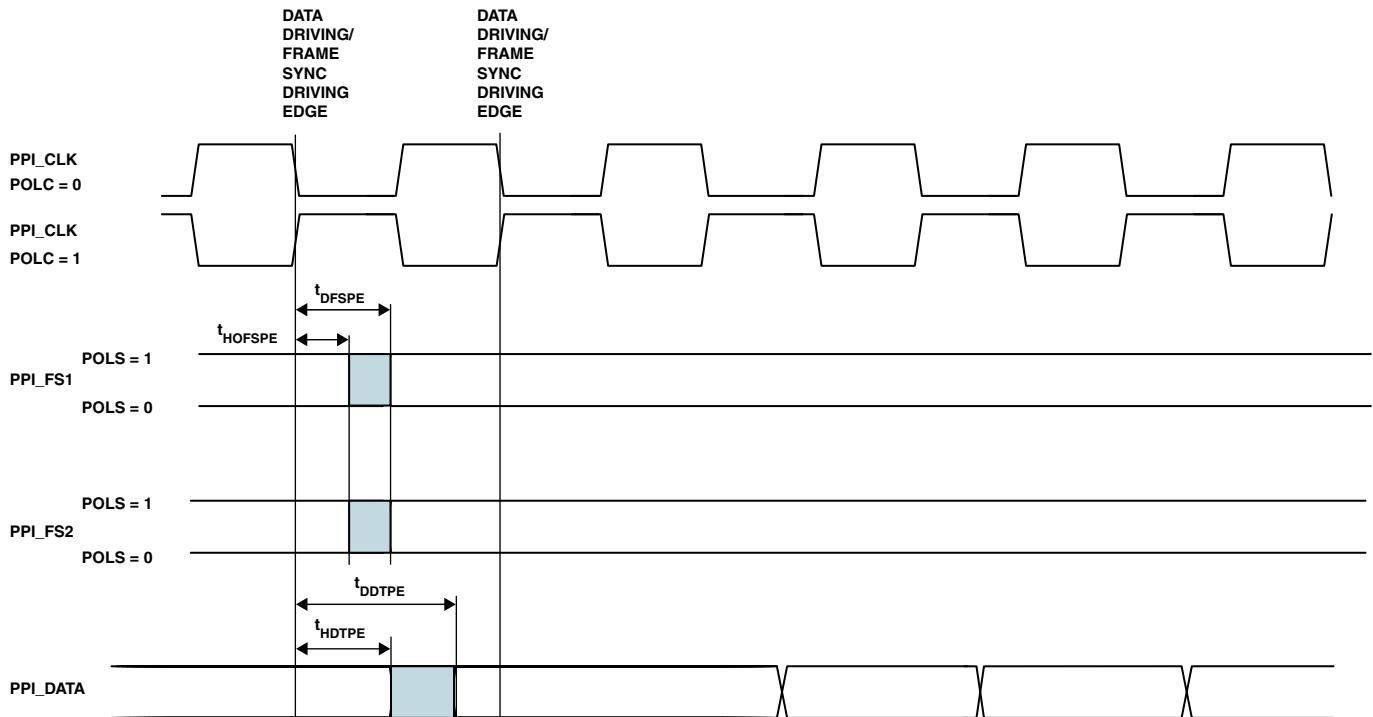 DATA
DRIVING/
FRAME
SYNC
DRIVING
EDGE
DATA
DRIVING/
FRAME
SYNC
DRIVING
EDGE
PPI_CLK
POLC = 0
PPI_CLK
POLC = 1
tDFSPE
tHOFSPE
POLS = 1
PPI_FS1
POLS = 0
POLS = 1
PPI_FS2
POLS = 0
tDDTPE
tHDTPE
PPI_DATA